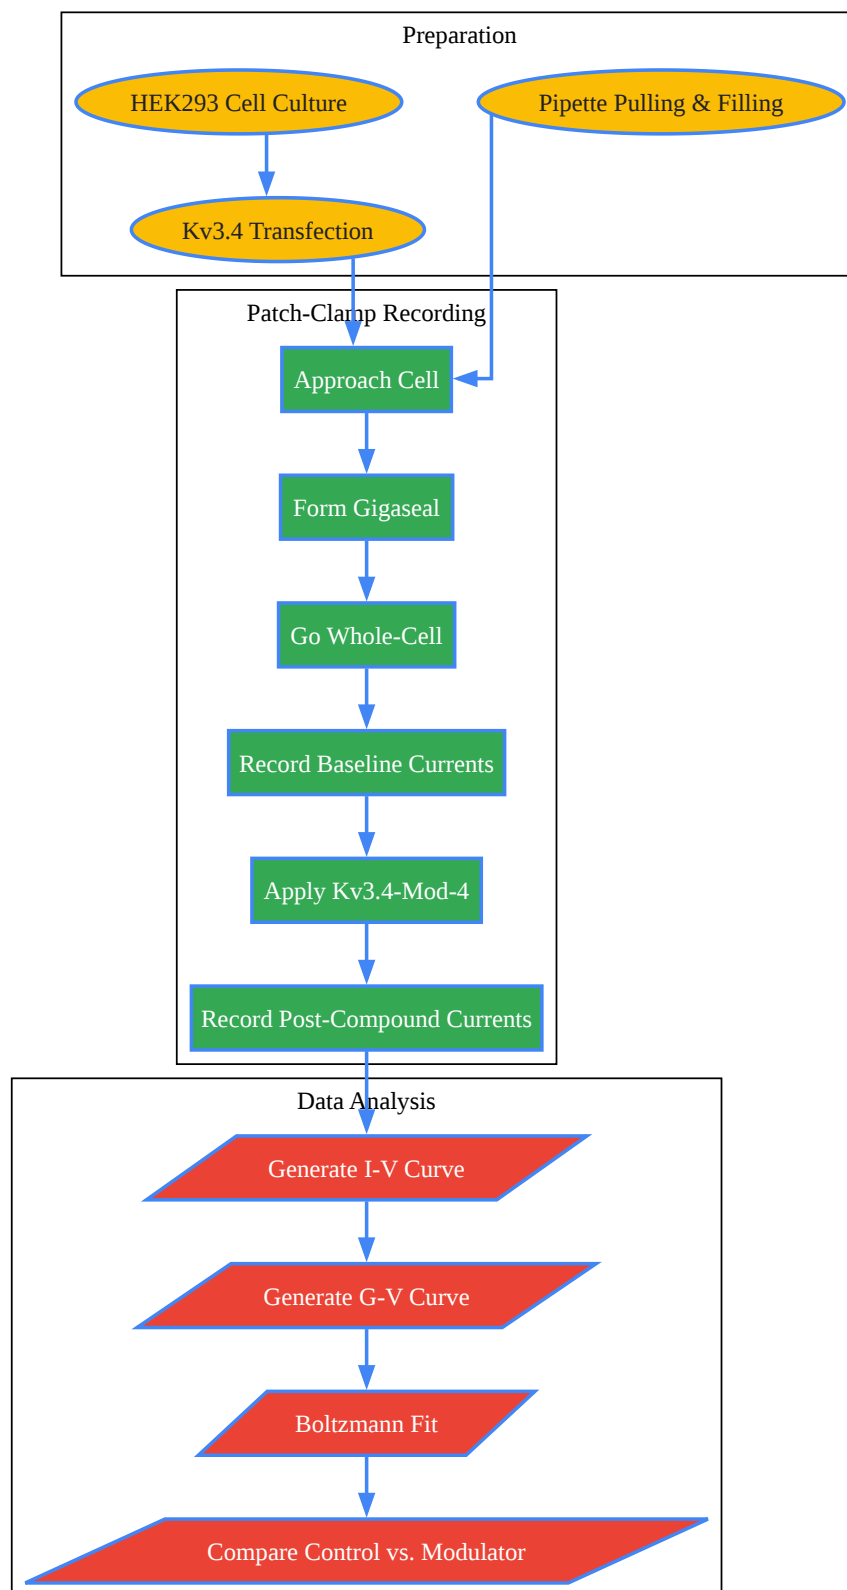 Preparation
HEK293 Cell Culture
Pipette Pulling & Filling
Kv3.4 Transfection
Patch-Clamp Recording
Approach Cell
Form Gigaseal
Go Whole-Cell
Record Baseline Currents
Apply Kv3.4-Mod-4
Record Post-Compound Currents
Data Analysis
Generate I-V Curve
Generate G-V Curve
Boltzmann Fit
Compare Control vs. Modulator